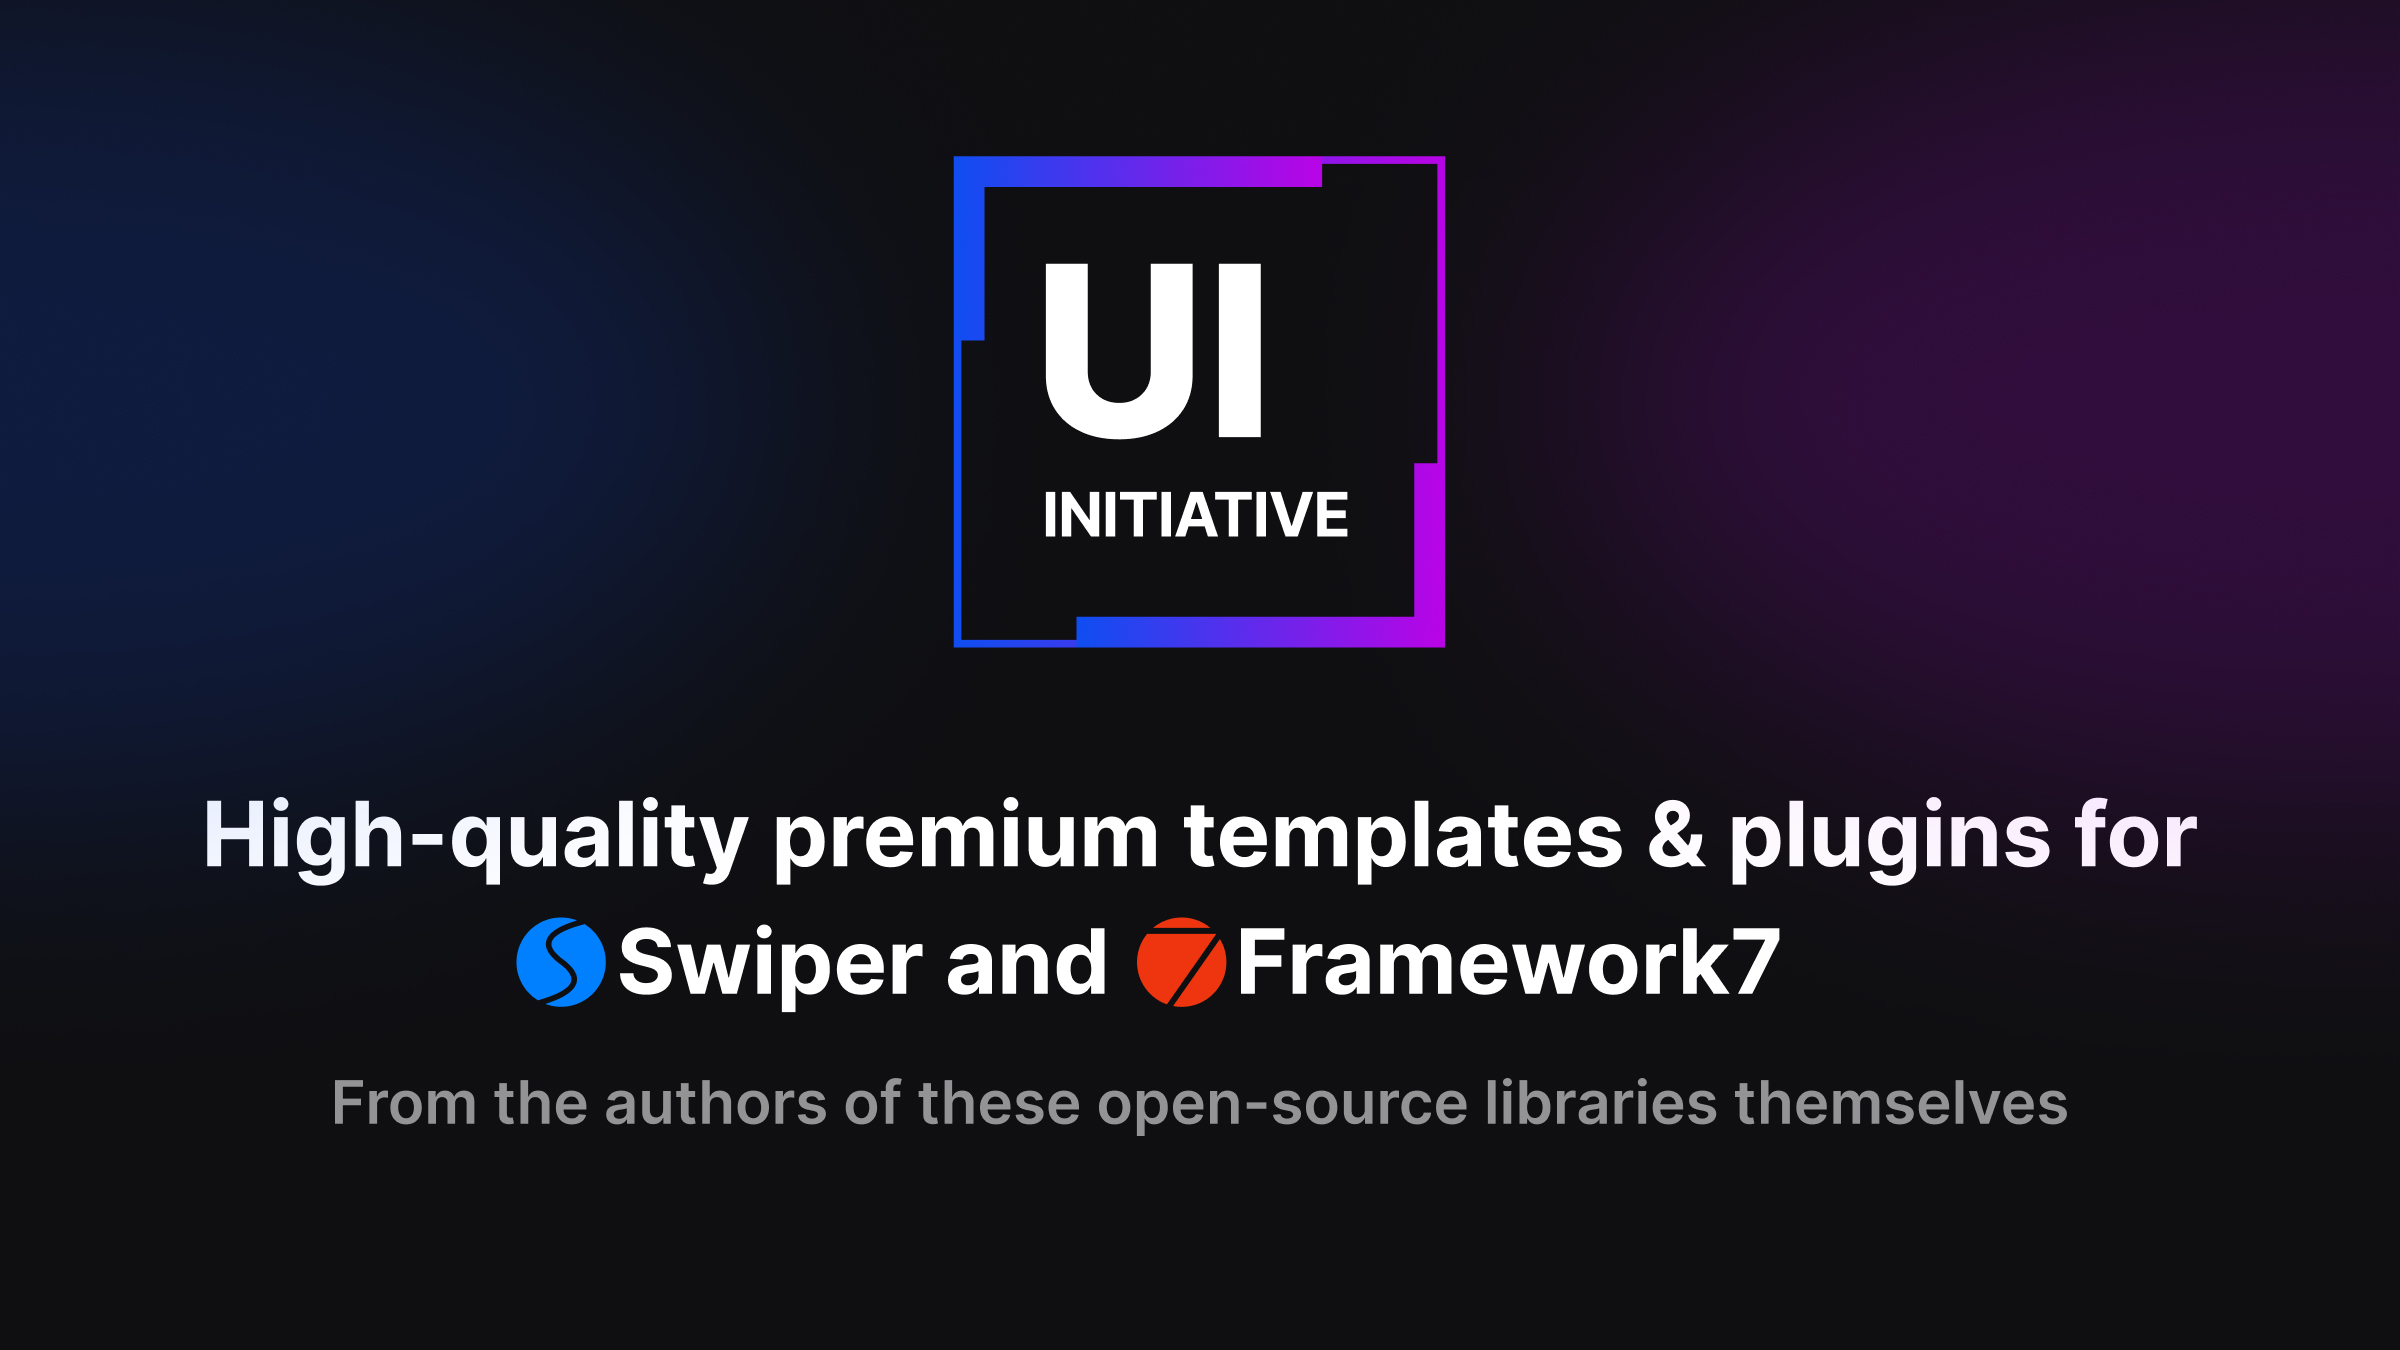 UI
INITIATIVE
High-quality premium templates & plugins for
Swiper and Framework7
From the authors of these open-source libraries themselves